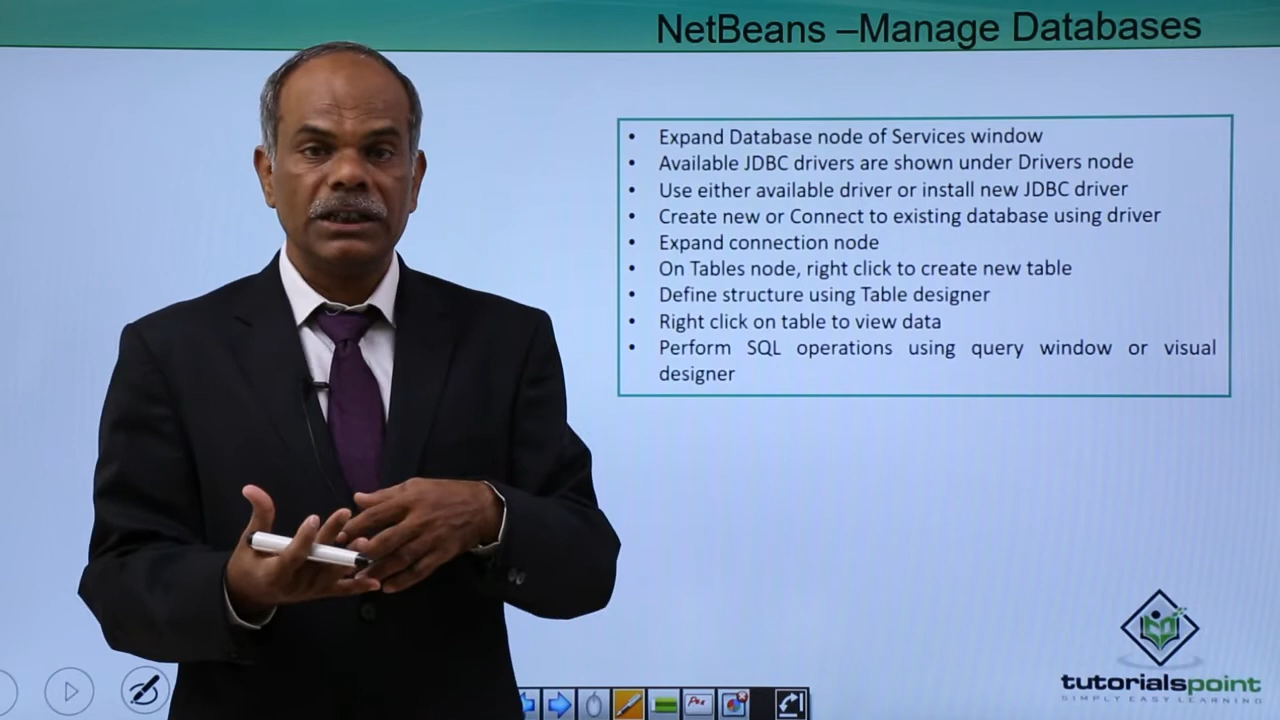 NetBeans –Manage Databases
• Expand Database node of Services window
• Available JDBC drivers are shown under Drivers node
• Use either available driver or install new JDBC driver
• Create new or Connect to existing database using driver
• Expand connection node
• On Tables node, right click to create new table
• Define structure using Table designer
• Right click on table to view data
• Perform SQL operations using query window or visual
designer
tutorialspoint
SIMPLY EASY LEARNING
Pen